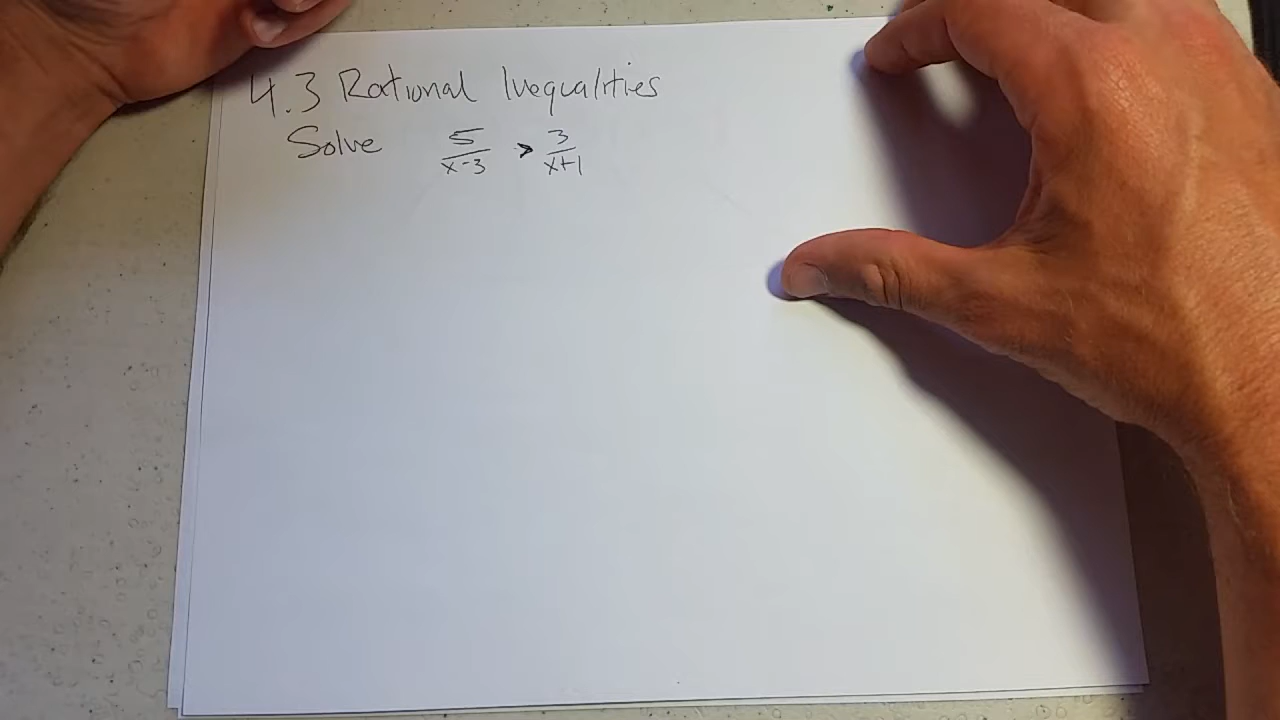 4.3 Rational Inequalities
Solve 5/(x-3) > 3/(x+1)